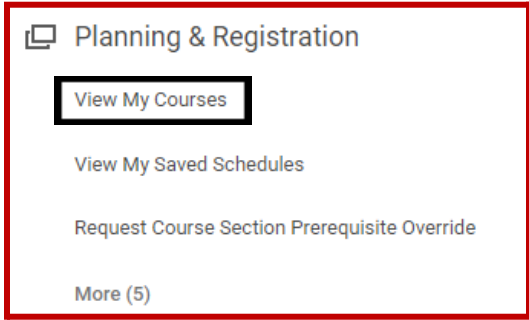 Planning & Registration
View My Courses
View My Saved Schedules
Request Course Section Prerequisite Override
More (5)